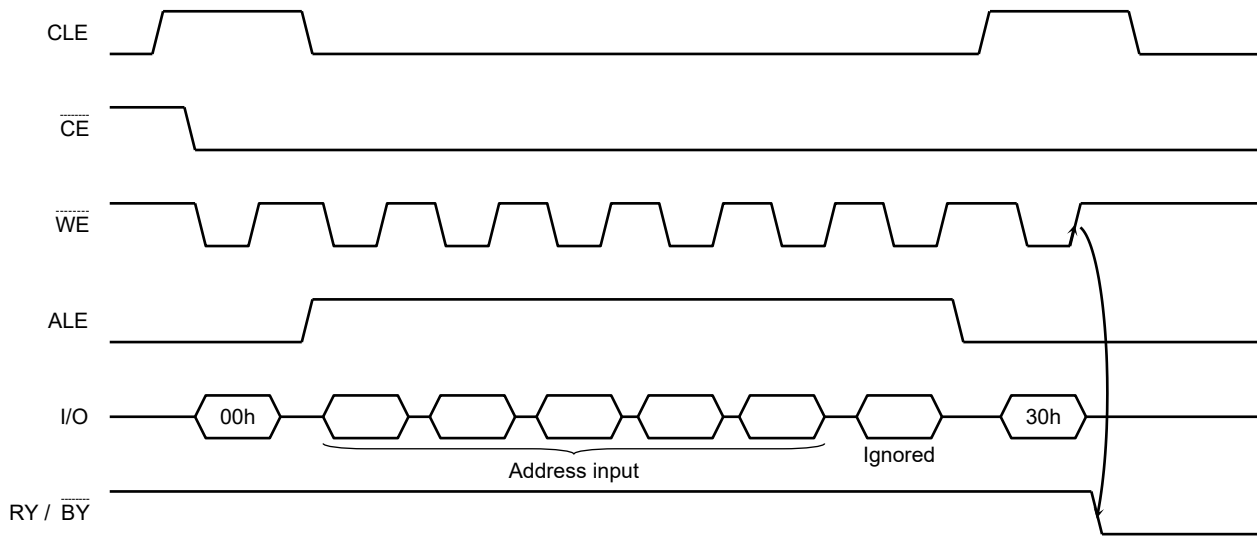 CLE
CE
WE
ALE
I/O
00h
30h
Ignored
Address input
RY / BY